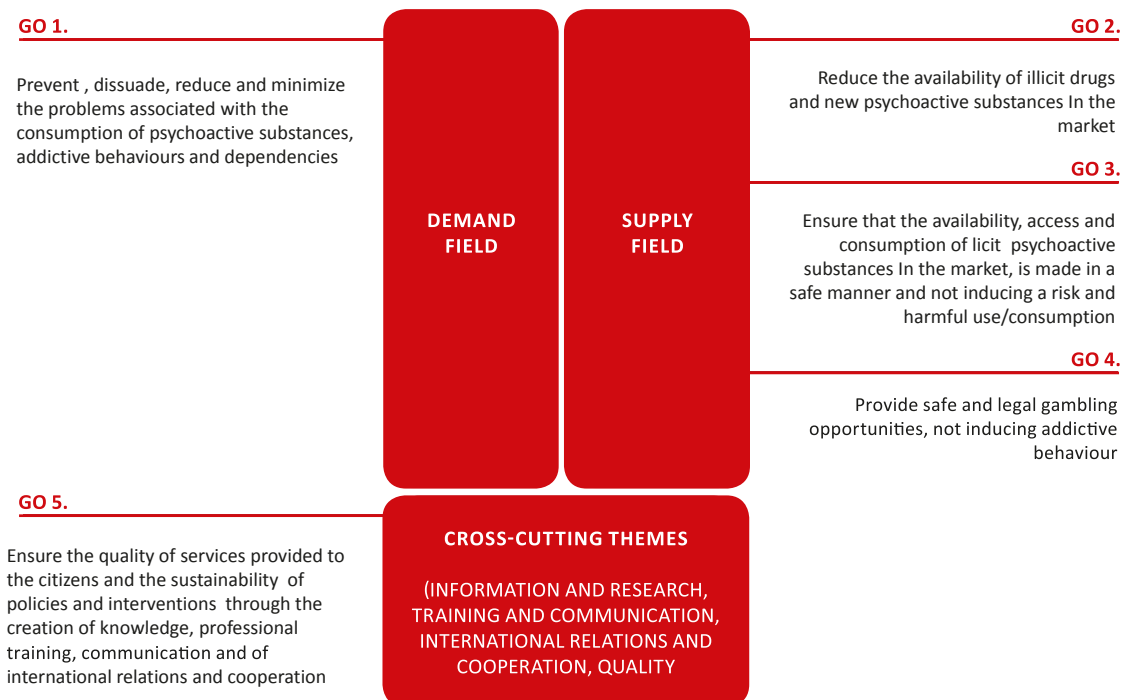 GO 1.
Prevent , dissuade, reduce and minimize
the problems associated with the
consumption of psychoactive substances,
addictive behaviours and dependencies
DEMAND
FIELD
SUPPLY
FIELD
GO 2.
Reduce the availability of illicit drugs
and new psychoactive substances In the
market
GO 3.
Ensure that the availability, access and
consumption of licit psychoactive
substances In the market, is made in a
safe manner and not inducing a risk and
harmful use/consumption
GO 4.
Provide safe and legal gambling
opportunities, not inducing addictive
behaviour
GO 5.
Ensure the quality of services provided to
the citizens and the sustainability of
policies and interventions through the
creation of knowledge, professional
training, communication and of
international relations and cooperation
CROSS-CUTTING THEMES
(INFORMATION AND RESEARCH,
TRAINING AND COMMUNICATION,
INTERNATIONAL RELATIONS AND
COOPERATION, QUALITY